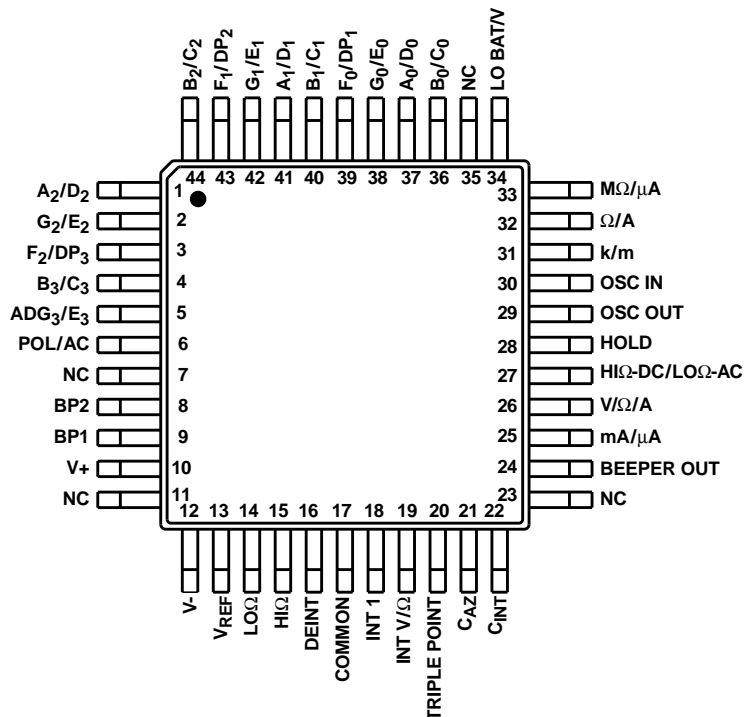 B2/C2
F1/DP2
G1/E1
A1/D1
B1/C1
F0/DP1
G0/E0
A0/D0
B0/C0
NC
LO BAT/V
44 43 42 41 40 39 38 37 36 35 34
A2/D2 1 33 MΩ/µA
G2/E2 2 32 Ω/A
F2/DP3 3 31 k/m
B3/C3 4 30 OSC IN
ADG3/E3 5 29 OSC OUT
POL/AC 6 28 HOLD
NC 7 27 HIΩ-DC/LOΩ-AC
BP2 8 26 V/Ω/A
BP1 9 25 mA/µA
V+ 10 24 BEEPER OUT
NC 11 23 NC
12 13 14 15 16 17 18 19 20 21 22
V-
VREF
LOΩ
HIΩ
DEINT
COMMON
INT 1
INT V/Ω
TRIPLE POINT
CAZ
CINT